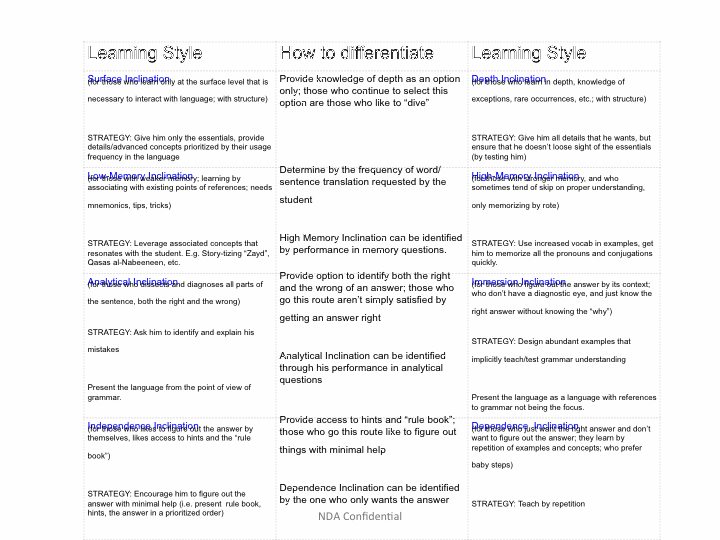 Learning Style
How to differentiate
Learning Style
Surface Inclination
(for those who learn only at the surface level that is
necessary to interact with language; with structure)
STRATEGY: Give him only the essentials, provide
details/advanced concepts prioritized by their usage
frequency in the language
Provide knowledge of depth as an option
only; those who continue to select this
option are those who like to “dive”
Depth Inclination
(for those who learn in depth, knowledge of
exceptions, rare occurrences, etc.; with structure)
STRATEGY: Give him all details that he wants, but
ensure that he doesn’t loose sight of the essentials
(by testing him)
Low-Memory Inclination
(for those with weaker memory; learning by
associating with existing points of references; needs
mnemonics, tips, tricks)
STRATEGY: Leverage associated concepts that
resonates with the student. E.g. Story-tizing “Zayd”,
Qasas al-Nabeeneen, etc.
Determine by the frequency of word/
sentence translation requested by the
student
High Memory Inclination can be identified
by performance in memory questions.
High-Memory Inclination
(for those with stronger memory, and who
sometimes tend of skip on proper understanding,
only memorizing by rote)
STRATEGY: Use increased vocab in examples, get
him to memorize all the pronouns and conjugations
quickly.
Analytical Inclination
(for those who dissects and diagnoses all parts of
the sentence, both the right and the wrong)
STRATEGY: Ask him to identify and explain his
mistakes
Present the language from the point of view of
grammar.
Provide option to identify both the right
and the wrong of an answer; those who
go this route aren’t simply satisfied by
getting an answer right
Analytical Inclination can be identified
through his performance in analytical
questions
Immersion Inclination
(for those who figure out the answer by its context;
who don’t have a diagnostic eye, and just know the
right answer without knowing the “why”)
STRATEGY: Design abundant examples that
implicitly teach/test grammar understanding
Present the language as a language with references
to grammar not being the focus.
Independence Inclination
(for those who likes to figure out the answer by
themselves, likes access to hints and the “rule
book”)
STRATEGY: Encourage him to figure out the
answer with minimal help (i.e. present rule book,
hints, the answer in a prioritized order)
Provide access to hints and “rule book”;
those who go this route like to figure out
things with minimal help
Dependence Inclination can be identified
by the one who only wants the answer
Dependence Inclination
(for those who just want the right answer and don’t
want to figure out the answer; they learn by
repetition of examples and concepts; who prefer
baby steps)
STRATEGY: Teach by repetition
NDA Confidential